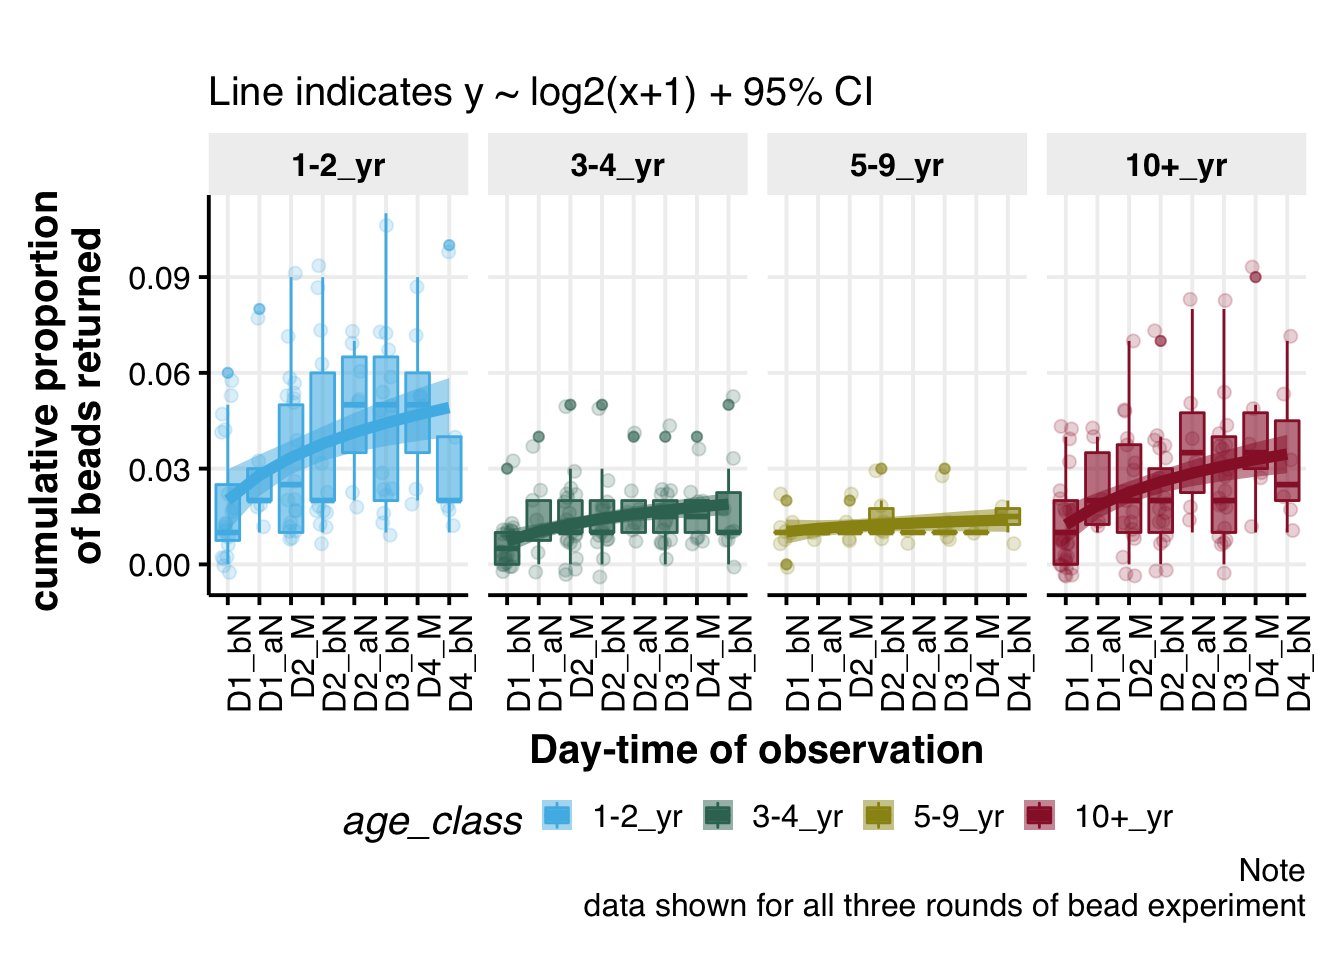 Line indicates y ~ log2(x+1) + 95% CI
1-2_yr 3-4_yr 5-9_yr 10+_yr
cumulative proportion
of beads returned
0.09
0.06
0.03
0.00
D1_bN D1_aN D2_M D2_bN D2_aN D3_bN D4_M D4_bN D1_bN D1_aN D2_M D2_bN D2_aN D3_bN D4_M D4_bN D1_bN D1_aN D2_M D2_bN D2_aN D3_bN D4_M D4_bN D1_bN D1_aN D2_M D2_bN D2_aN D3_bN D4_M D4_bN
Day-time of observation
age_class 1-2_yr 3-4_yr 5-9_yr 10+_yr
Note
data shown for all three rounds of bead experiment